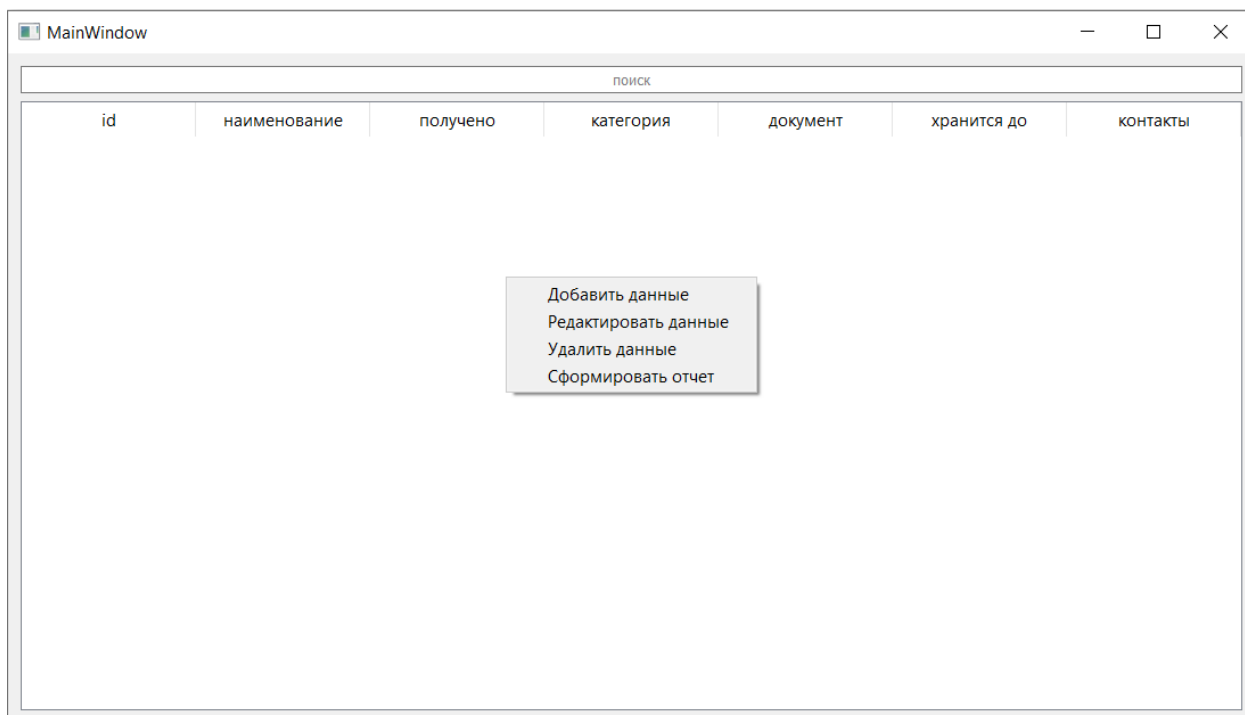 MainWindow
поиск
id наименование получено категория документ хранится до контакты
Добавить данные
Редактировать данные
Удалить данные
Сформировать отчет